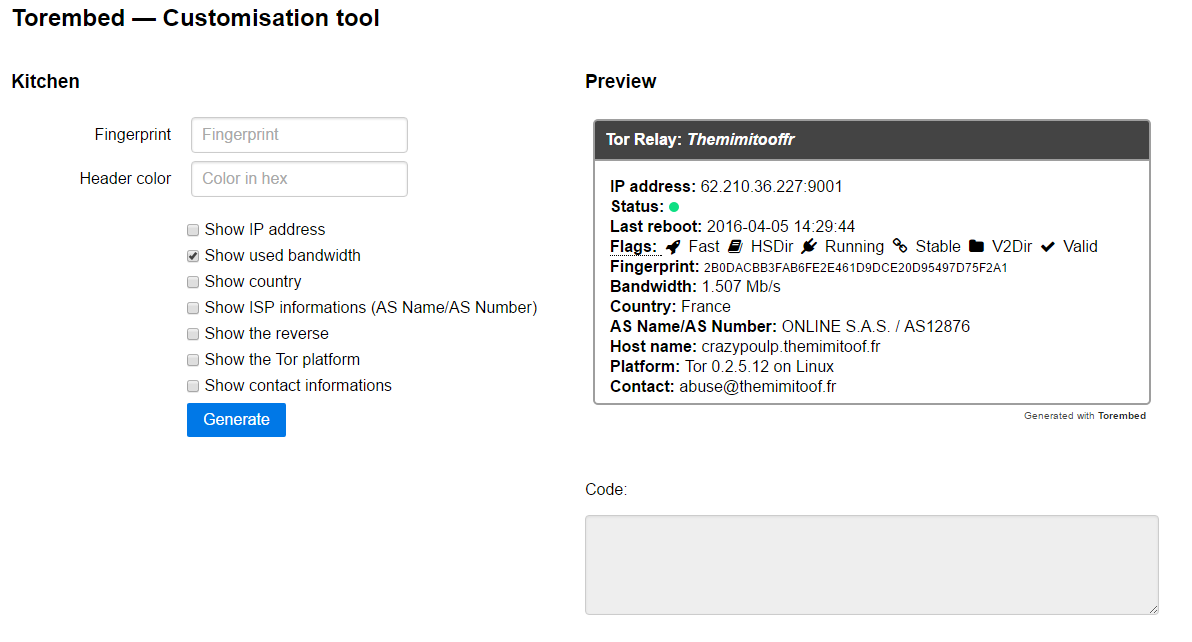 Torembed — Customisation tool
Kitchen
Fingerprint
Fingerprint
Header color
Color in hex
Show IP address
Show used bandwidth
Show country
Show ISP informations (AS Name/AS Number)
Show the reverse
Show the Tor platform
Show contact informations
Generate
Preview
Tor Relay: Themimitooffr
IP address: 62.210.36.227:9001
Status:
Last reboot: 2016-04-05 14:29:44
Flags: Fast HSDir Running Stable V2Dir Valid
Fingerprint: 2B0DACBB3FAB6FE2E461D9DCE20D95497D75F2A1
Bandwidth: 1.507 Mb/s
Country: France
AS Name/AS Number: ONLINE S.A.S. / AS12876
Host name: crazypoulp.themimitoof.fr
Platform: Tor 0.2.5.12 on Linux
Contact: abuse@themimitoof.fr
Generated with Torembed
Code: